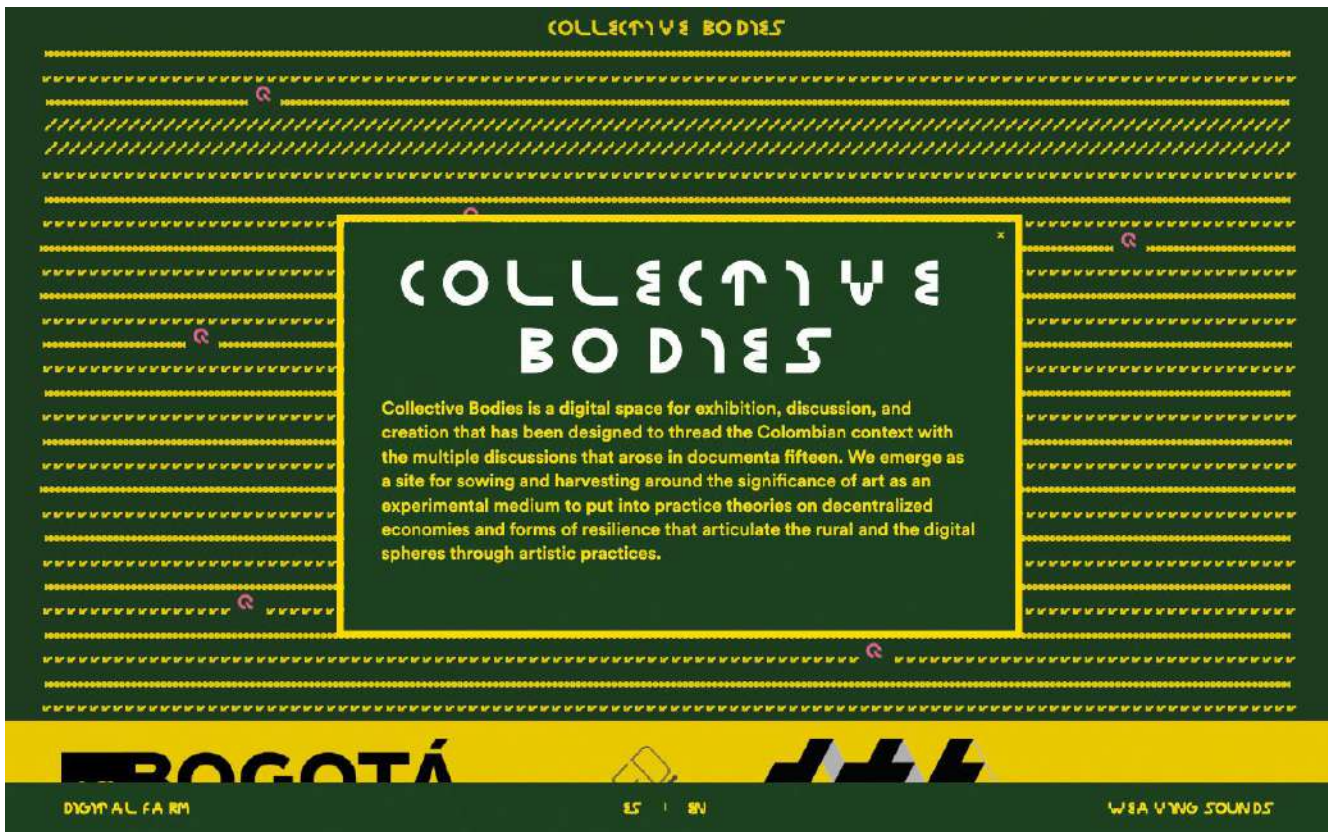 COLLECTIVE BODIES
x
COLLECTIVE
BODIES
Collective Bodies is a digital space for exhibition, discussion, and
creation that has been designed to thread the Colombian context with
the multiple discussions that arose in documenta fifteen. We emerge as
a site for sowing and harvesting around the significance of art as an
experimental medium to put into practice theories on decentralized
economies and forms of resilience that articulate the rural and the digital
spheres through artistic practices.
BOGOTÁ
DIGITAL FARM
ES | EN
WEAVING SOUNDS